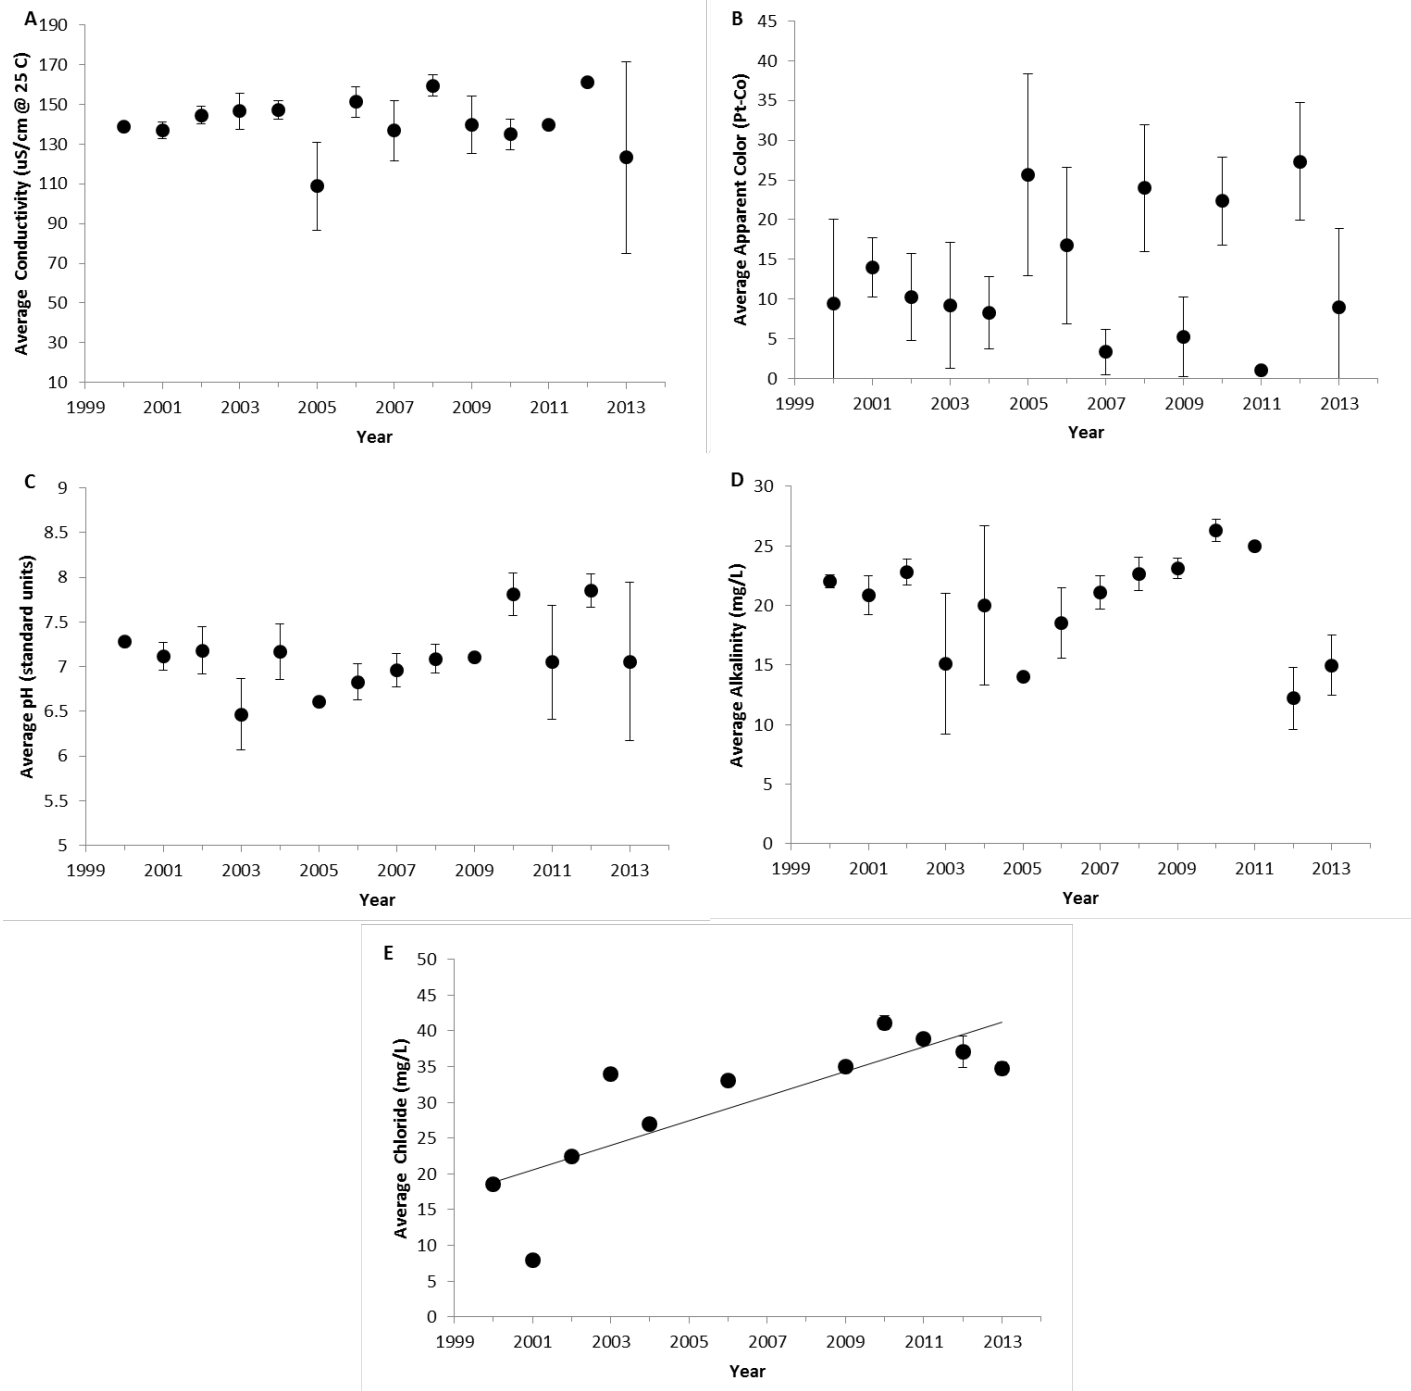 A
190
170
150
130
110
90
70
50
30
10
Average Conductivity (uS/cm @ 25 C)
1999 2001 2003 2005 2007 2009 2011 2013
Year
B
45
40
35
30
25
20
15
10
5
0
Average Apparent Color (Pt-Co)
1999 2001 2003 2005 2007 2009 2011 2013
Year
C
9
8.5
8
7.5
7
6.5
6
5.5
5
Average pH (standard units)
1999 2001 2003 2005 2007 2009 2011 2013
Year
D
30
25
20
15
10
5
0
Average Alkalinity (mg/L)
1999 2001 2003 2005 2007 2009 2011 2013
Year
E
50
45
40
35
30
25
20
15
10
5
0
Average Chloride (mg/L)
1999 2001 2003 2005 2007 2009 2011 2013
Year